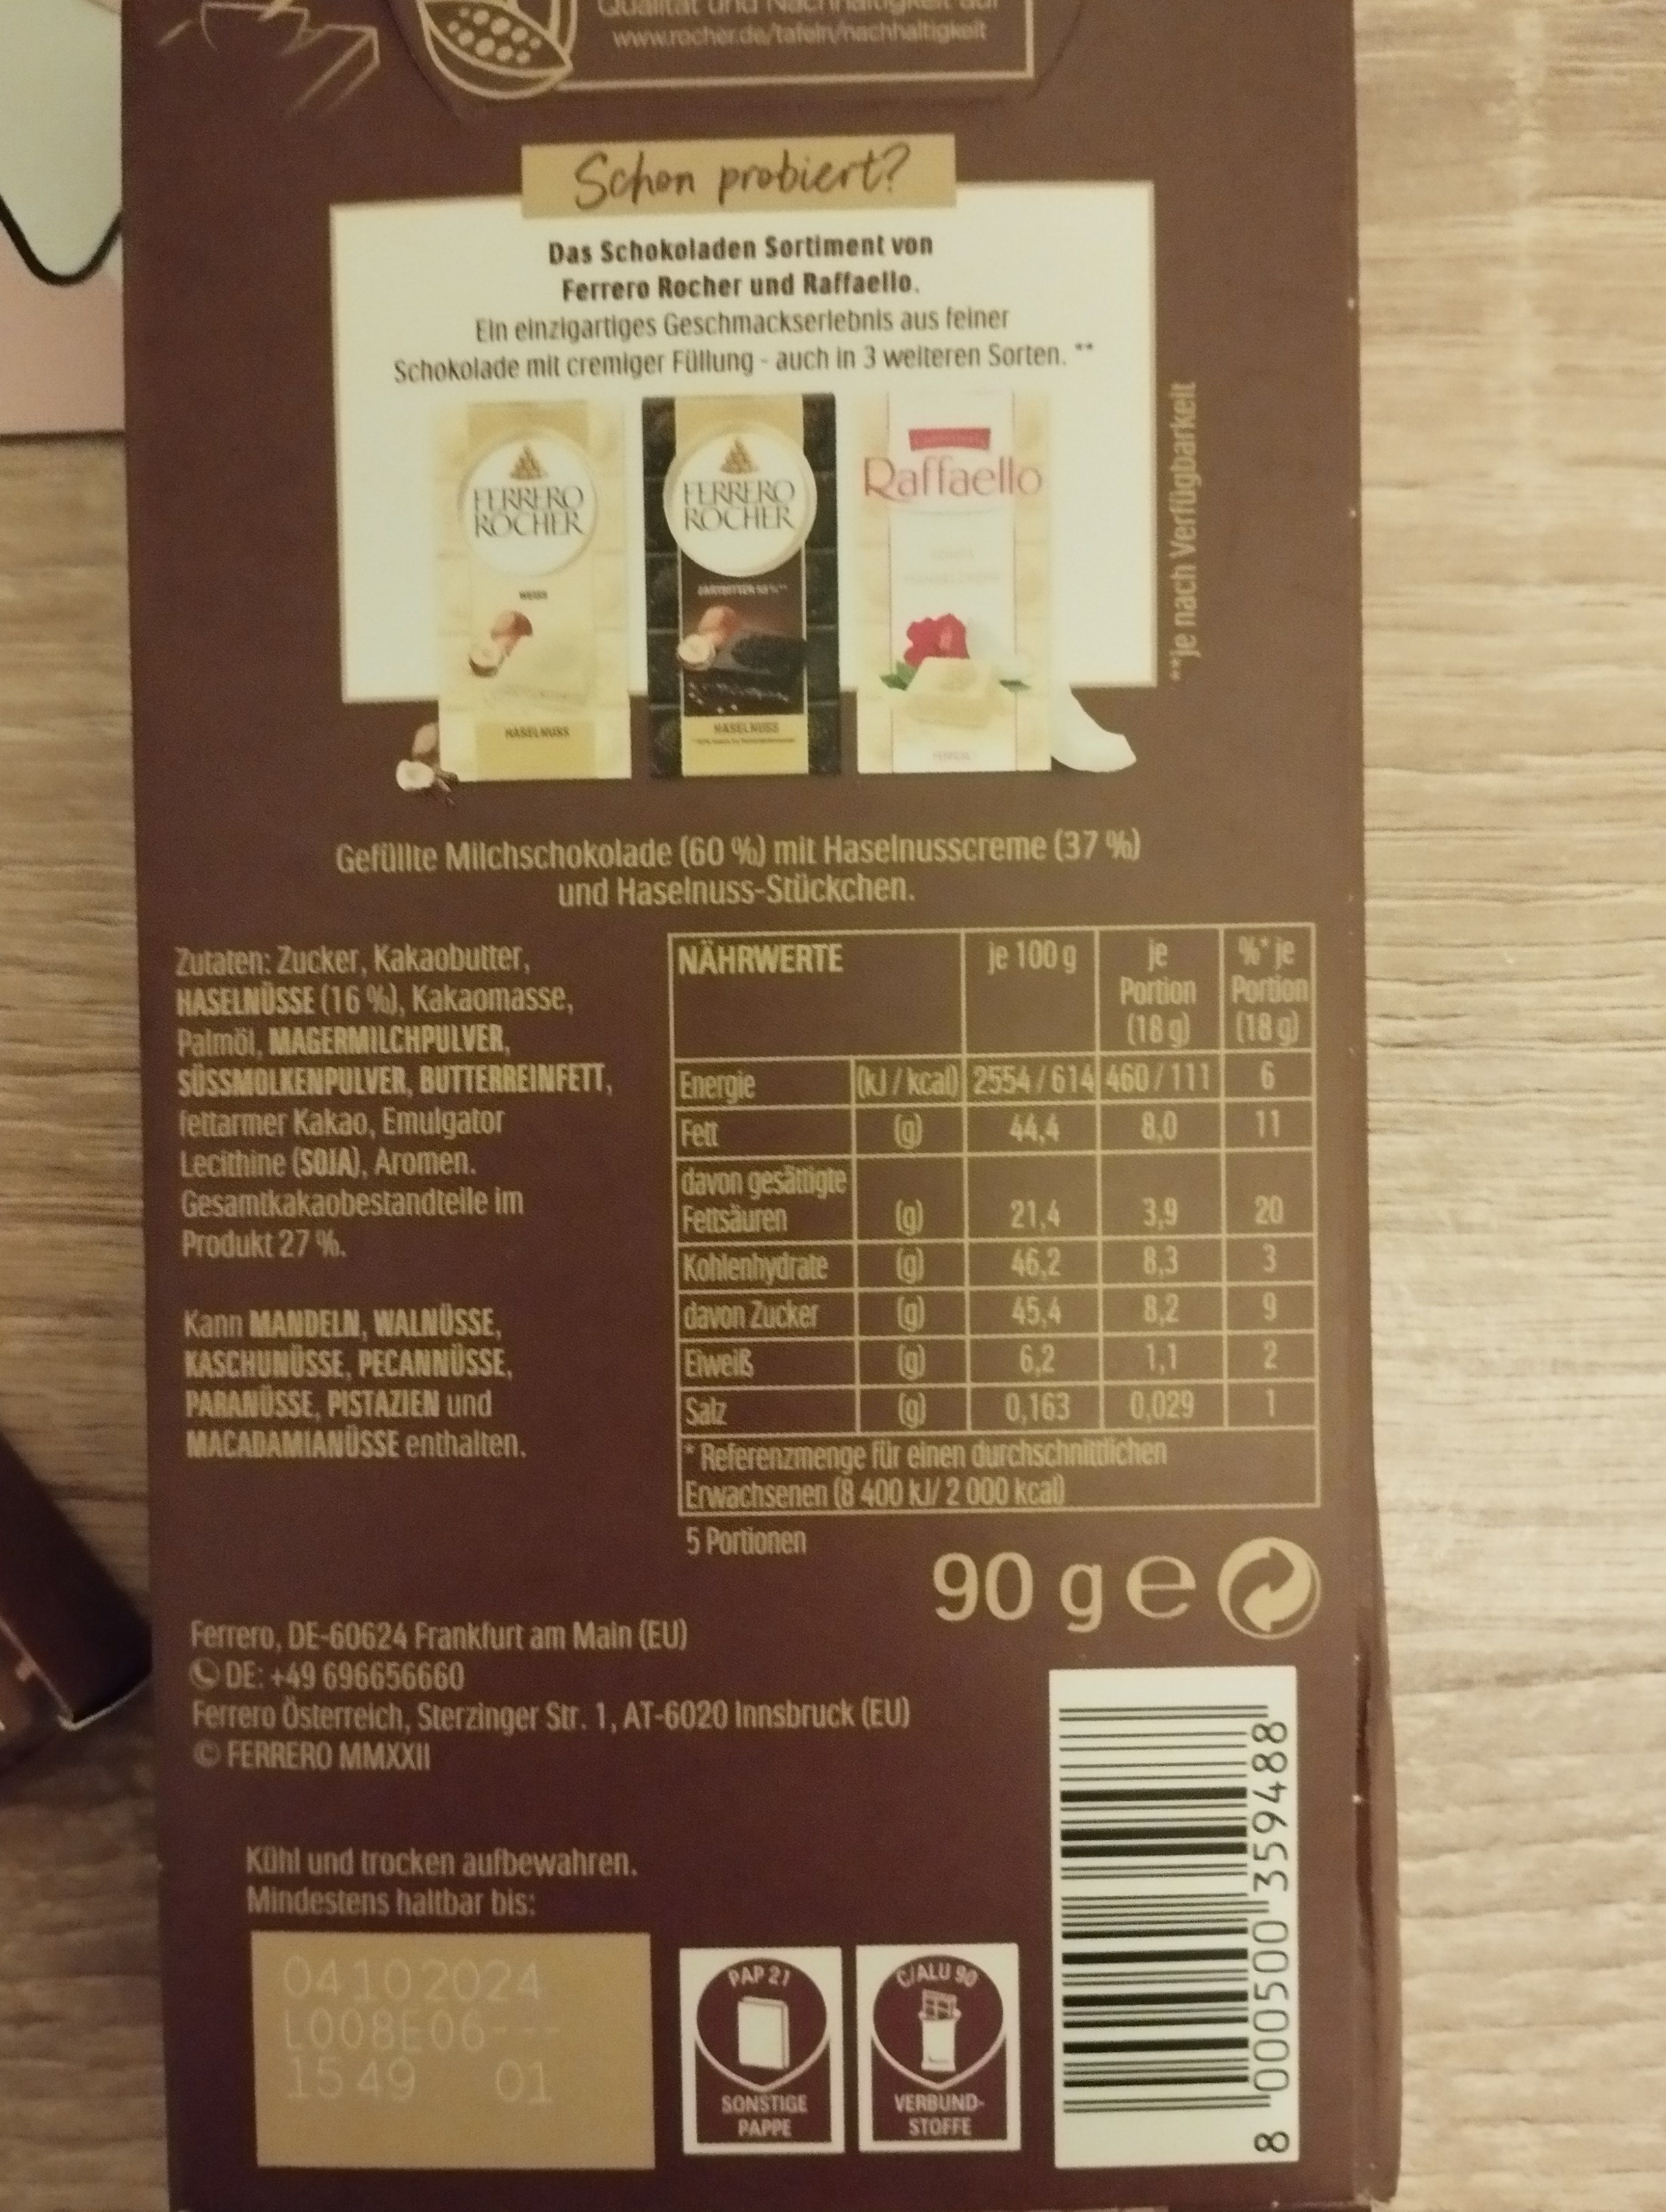 Qualität und Nachhaltigkeit auf
www.rocher.de/tafeln/nachhaltigkeit
Schon probiert?
Das Schokoladen Sortiment von
Ferrero Rocher und Raffaello.
Ein einzigartiges Geschmackserlebnis aus feiner
Schokolade mit cremiger Füllung - auch in 3 weiteren Sorten. **
FERRERO
ROCHER
WEISS
HASELNUSS
FERRERO
ROCHER
HASELNUSS
Raffaello
**je nach Verfügbarkeit
Gefüllte Milchschokolade (60 %) mit Haselnusscreme (37 %)
und Haselnuss-Stückchen.
Zutaten: Zucker, Kakaobutter,
HASELNÜSSE (16 %), Kakaomasse,
Palmöl, MAGERMILCHPULVER,
SÜSSMOLKENPULVER, BUTTERREINFETT,
fettarmer Kakao, Emulgator
Lecithine (SOJA), Aromen.
Gesamtkakaobestandteile im
Produkt 27 %.
Kann MANDELN, WALNÜSSE,
KASCHUNÜSSE, PECANNÜSSE,
PARANÜSSE, PISTAZIEN und
MACADAMIANÜSSE enthalten.
NÄHRWERTE je 100 g je Portion (18 g) %* je Portion (18 g)
Energie (kJ / kcal) 2554 / 614 460 / 111 6
Fett (g) 44,4 8,0 11
davon gesättigte
Fettsäuren (g) 21,4 3,9 20
Kohlenhydrate (g) 46,2 8,3 3
davon Zucker (g) 45,4 8,2 9
Eiweiß (g) 6,2 1,1 2
Salz (g) 0,163 0,029 1
* Referenzmenge für einen durchschnittlichen
Erwachsenen (8 400 kJ/ 2 000 kcal)
5 Portionen
90 g e
Ferrero, DE-60624 Frankfurt am Main (EU)
DE: +49 696656660
Ferrero Österreich, Sterzinger Str. 1, AT-6020 Innsbruck (EU)
© FERRERO MMXXII
Kühl und trocken aufbewahren.
Mindestens haltbar bis:
04102024
L008E06---
1549 01
PAP 21
SONSTIGE
PAPPE
C/ALU 90
VERBUND-
STOFFE
8 000500 359488